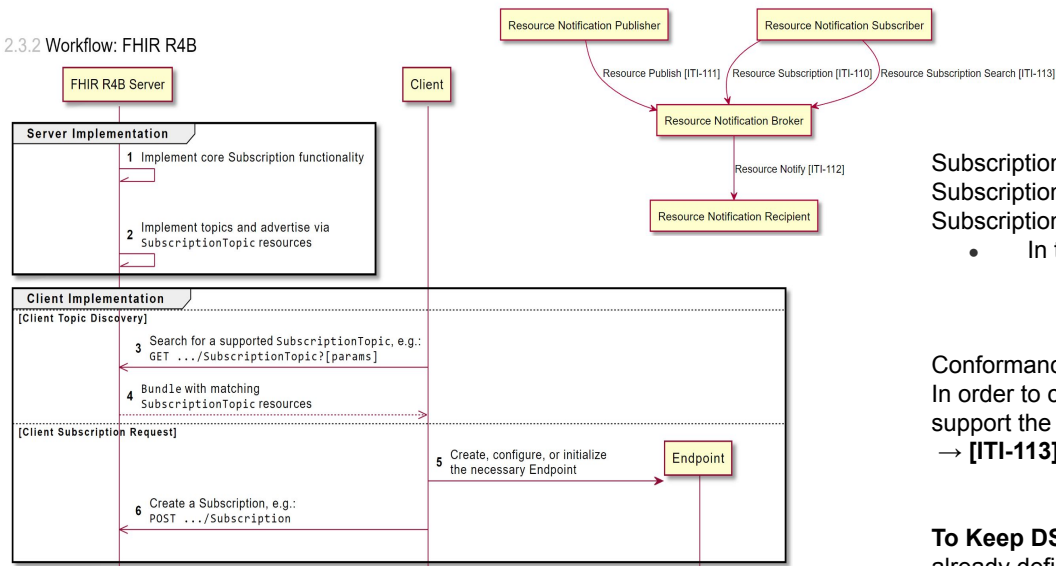 2.3.2 Workflow: FHIR R4B
FHIR R4B Server
Client
Server Implementation
1 Implement core Subscription functionality
2 Implement topics and advertise via
SubscriptionTopic resources
Client Implementation
[Client Topic Discovery]
3 Search for a supported SubscriptionTopic, e.g.:
GET .../SubscriptionTopic?[params]
4 Bundle with matching
SubscriptionTopic resources
[Client Subscription Request]
5 Create, configure, or initialize
the necessary Endpoint
Endpoint
6 Create a Subscription, e.g.:
POST .../Subscription
Resource Notification Publisher
Resource Notification Subscriber
Resource Publish [ITI-111]
Resource Subscription [ITI-110]
Resource Subscription Search [ITI-113]
Resource Notification Broker
Resource Notify [ITI-112]
Resource Notification Recipient
Subscription
Subscription
Subscription
• In
Conformanc
In order to
support the
→ [ITI-113]
To Keep DS
already defi